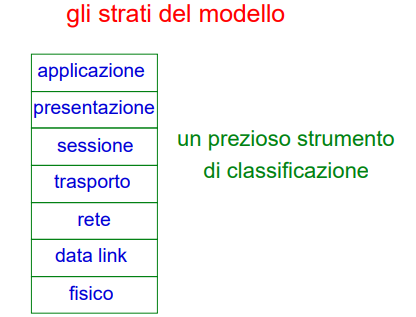 gli strati del modello
applicazione
presentazione
sessione
trasporto
rete
data link
fisico
un prezioso strumento
di classificazione